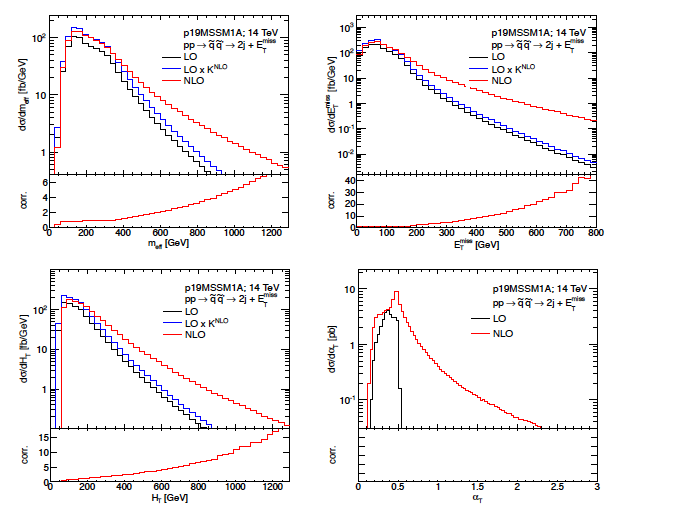 p19MSSM1A; 14 TeV
pp → q̃ q̃ → 2j + E_T^miss
LO
LO x K^NLO
NLO
dσ/dm_eff [fb/GeV]
10²
10
1
corr.
6
4
2
0
0 200 400 600 800 1000 1200
m_eff [GeV]
p19MSSM1A; 14 TeV
pp → q̃ q̃ → 2j + E_T^miss
LO
LO x K^NLO
NLO
dσ/dE_T^miss [fb/GeV]
10³
10²
10
1
10⁻¹
10⁻²
corr.
40
30
20
10
0
0 100 200 300 400 500 600 700 800
E_T^miss [GeV]
p19MSSM1A; 14 TeV
pp → q̃ q̃ → 2j + E_T^miss
LO
LO x K^NLO
NLO
dσ/dH_T [fb/GeV]
10²
10
1
corr.
15
10
5
0
0 200 400 600 800 1000 1200
H_T [GeV]
p19MSSM1A; 14 TeV
pp → q̃ q̃ → 2j + E_T^miss
LO
NLO
dσ/dα_T [pb]
10
1
10⁻¹
corr.
0 0.5 1 1.5 2 2.5 3
α_T